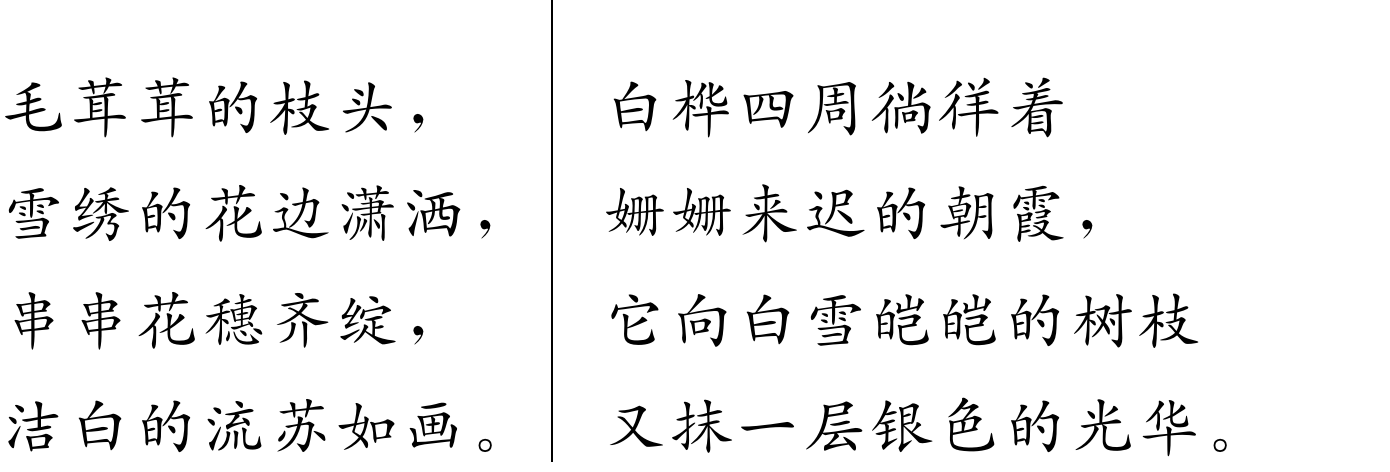 毛茸茸的枝头，
雪绣的花边潇洒，
串串花穗齐绽，
洁白的流苏如画。
白桦四周徜徉着
姗姗来迟的朝霞，
它向白雪皑皑的树枝
又抹一层银色的光华。